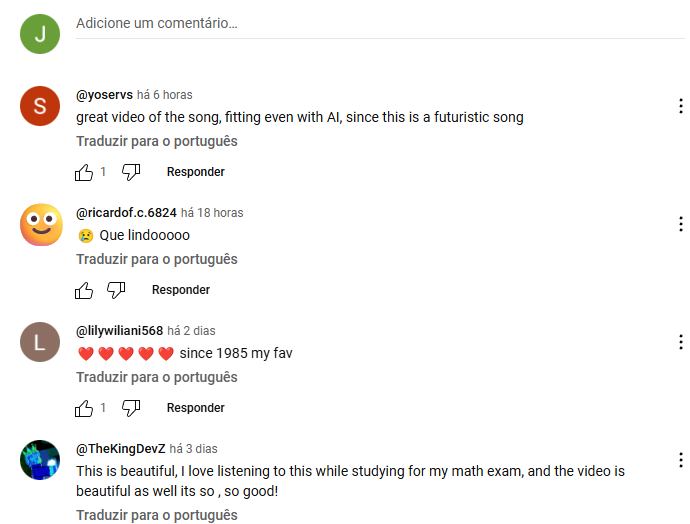 J
Adicione um comentário...
S
@yoservs há 6 horas
great video of the song, fitting even with AI, since this is a futuristic song
Traduzir para o português
1
Responder
@ricardof.c.6824 há 18 horas
😢 Que lindooooo
Traduzir para o português
Responder
L
@lilywiliani568 há 2 dias
❤️❤️❤️❤️❤️ since 1985 my fav
Traduzir para o português
1
Responder
@TheKingDevZ há 3 dias
This is beautiful, I love listening to this while studying for my math exam, and the video is
beautiful as well its so , so good!
Traduzir para o português